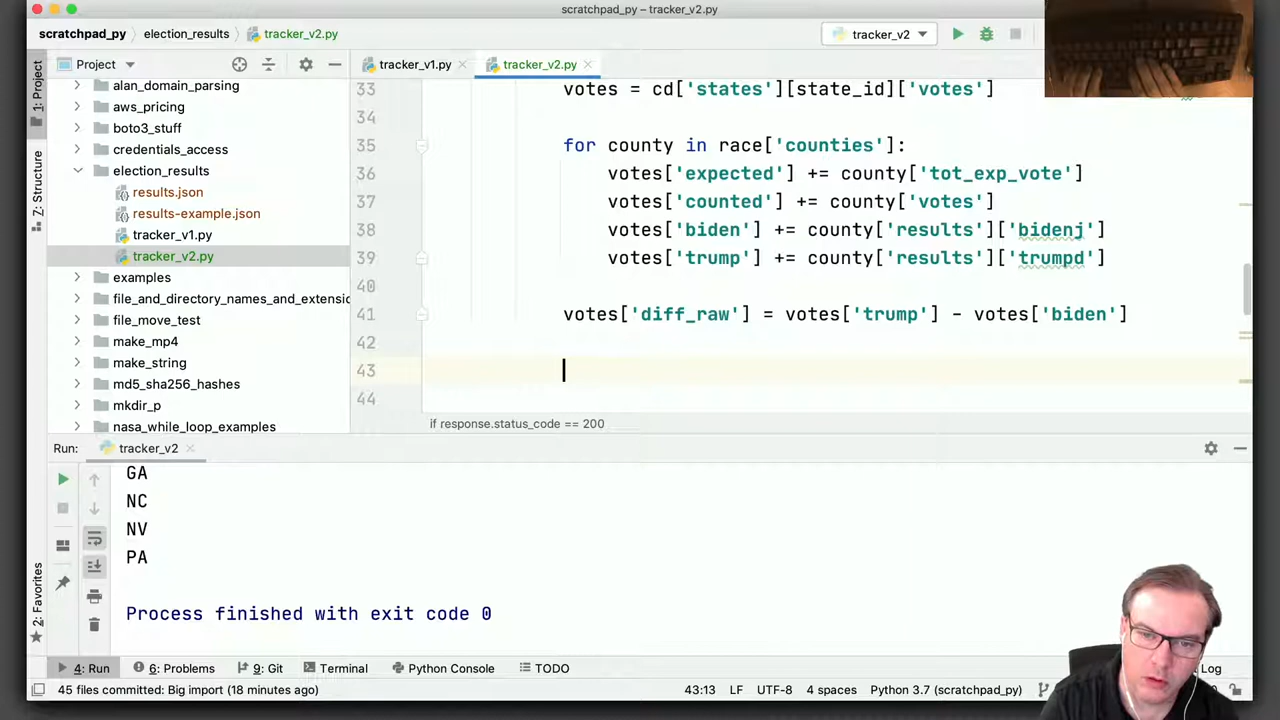 scratchpad_py – tracker_v2.py
scratchpad_py election_results tracker_v2.py
tracker_v2
1: Project
Project
tracker_v1.py tracker_v2.py
alan_domain_parsing
aws_pricing
boto3_stuff
credentials_access
election_results
results.json
results-example.json
tracker_v1.py
tracker_v2.py
examples
file_and_directory_names_and_extensio
file_move_test
make_mp4
make_string
md5_sha256_hashes
mkdir_p
nasa_while_loop_examples
33 votes = cd['states'][state_id]['votes']
34
35 for county in race['counties']:
36 votes['expected'] += county['tot_exp_vote']
37 votes['counted'] += county['votes']
38 votes['biden'] += county['results']['bidenj']
39 votes['trump'] += county['results']['trumpd']
40
41 votes['diff_raw'] = votes['trump'] - votes['biden']
42
43
44
if response.status_code == 200
Z: Structure
2: Favorites
Run: tracker_v2
GA
NC
NV
PA
Process finished with exit code 0
4: Run 6: Problems 9: Git Terminal Python Console TODO Log
45 files committed: Big import (18 minutes ago) 43:13 LF UTF-8 4 spaces Python 3.7 (scratchpad_py)